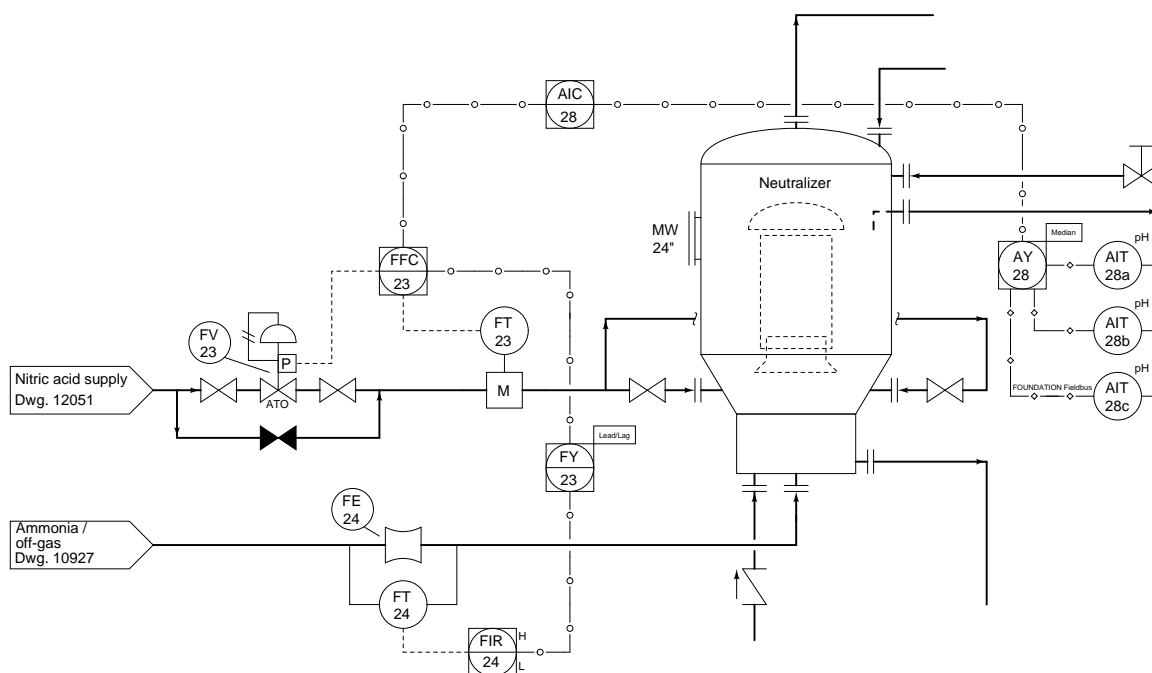 AIC
28
Neutralizer
MW
24"
FFC
23
Median
AY
28
pH
AIT
28a
pH
AIT
28b
pH
AIT
28c
FOUNDATION Fieldbus
FT
23
FV
23
P
ATO
M
Nitric acid supply
Dwg. 12051
Lead/Lag
FY
23
FE
24
Ammonia /
off-gas
Dwg. 10927
FT
24
FIR
24
H
L